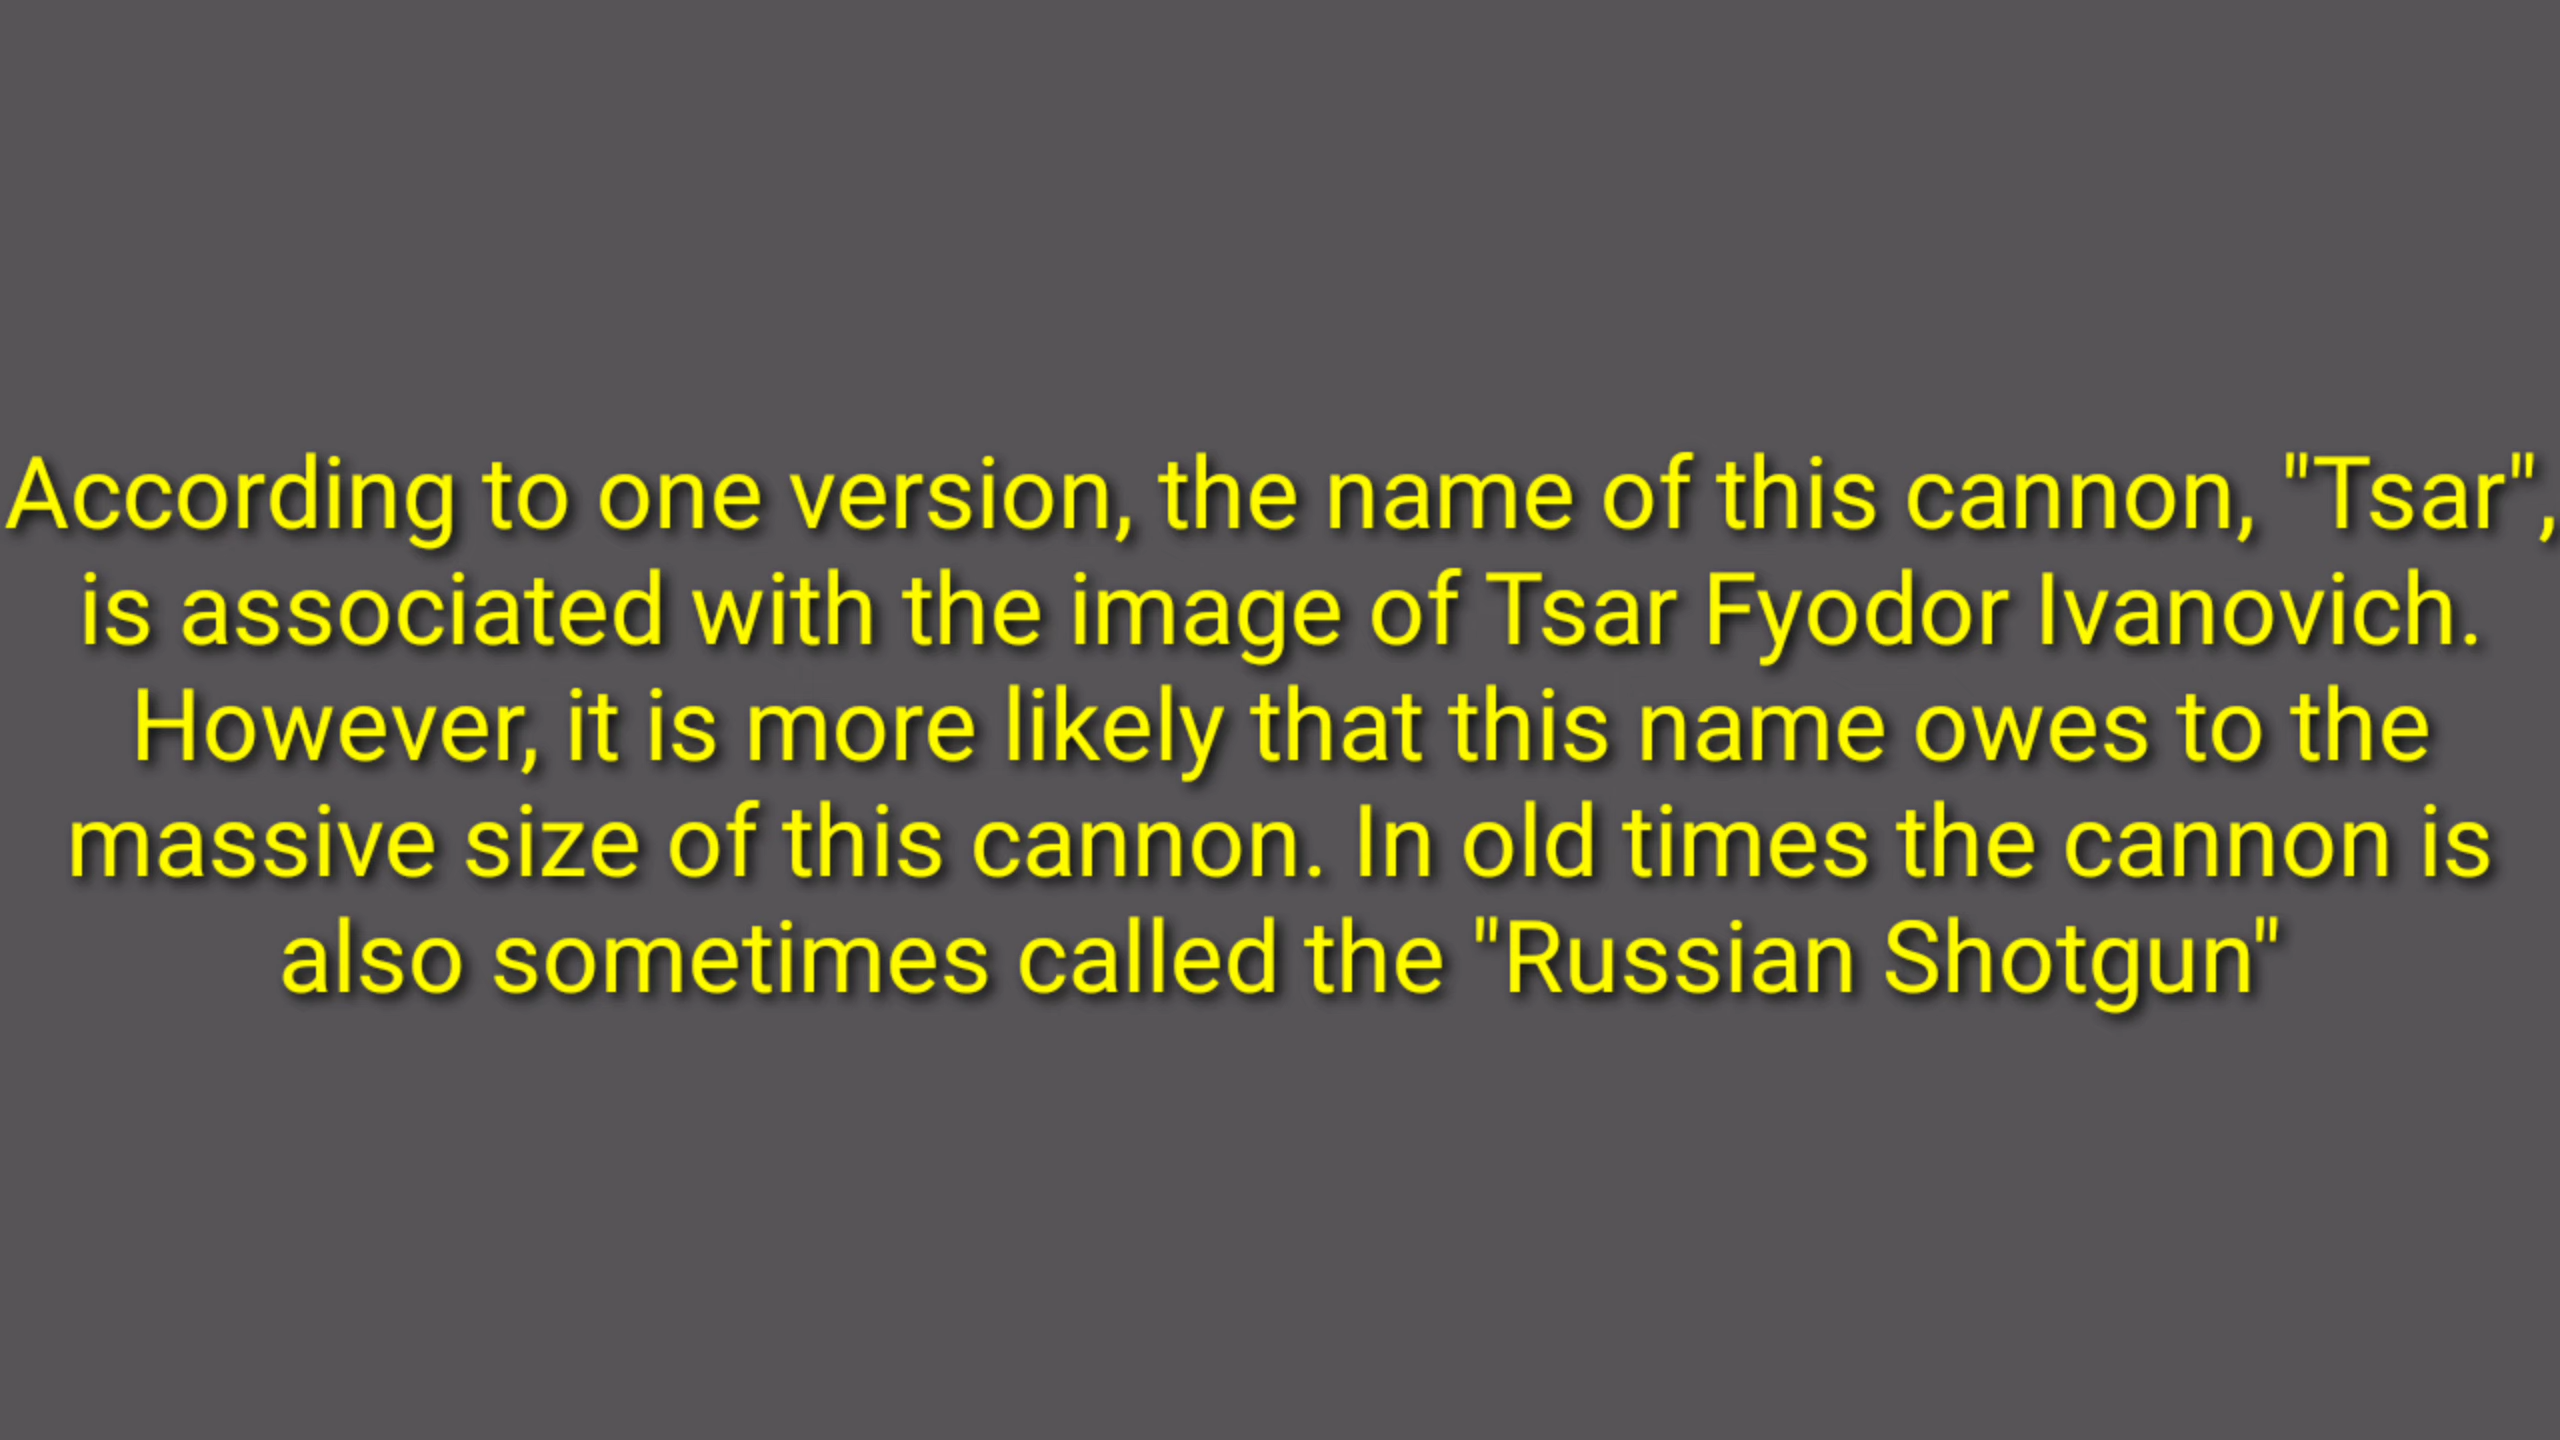 According to one version, the name of this cannon, "Tsar",
is associated with the image of Tsar Fyodor Ivanovich.
However, it is more likely that this name owes to the
massive size of this cannon. In old times the cannon is
also sometimes called the "Russian Shotgun"